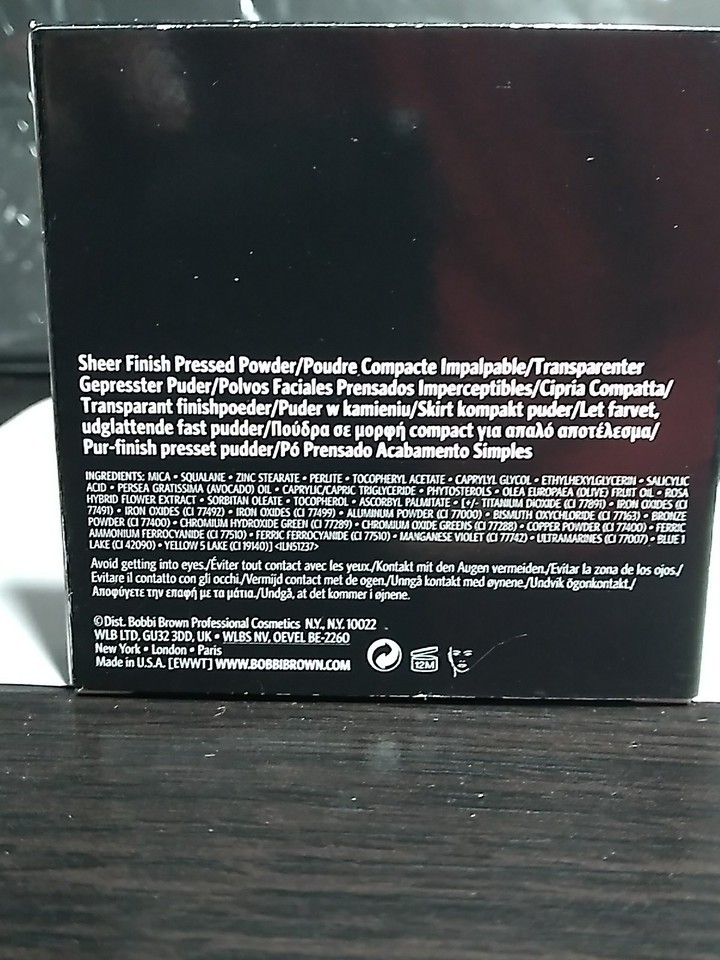 Sheer Finish Pressed Powder/Poudre Compacte Impalpable/Transparenter
Gepresster Puder/Polvos Faciales Prensados Imperceptibles/Cipria Compatta/
Transparant finishpoeder/Puder w kamieniu/Skirt kompakt puder/Let farvet,
udglattende fast pudder/Πούδρα σε μορφή compact για απαλό αποτέλεσμα/
Pur-finish presset pudder/Pó Prensado Acabamento Simples
INGREDIENTS: MICA • SQUALANE • ZINC STEARATE • PERLITE • TOCOPHERYL ACETATE • CAPRYLYL GLYCOL • ETHYLHEXYLGLYCERIN • SALICYLIC
ACID • PERSEA GRATISSIMA (AVOCADO) OIL • CAPRYLIC/CAPRIC TRIGLYCERIDE • PHYTOSTEROLS • OLEA EUROPAEA (OLIVE) FRUIT OIL • ROSA
HYBRID FLOWER EXTRACT • SORBITAN OLEATE • TOCOPHEROL • ASCORBYL PALMITATE • [+/- TITANIUM DIOXIDE (CI 77891) • IRON OXIDES (CI
77491) • IRON OXIDES (CI 77492) • IRON OXIDES (CI 77499) • ALUMINUM POWDER (CI 77000) • BISMUTH OXYCHLORIDE (CI 77163) • BRONZE
POWDER (CI 77400) • CHROMIUM HYDROXIDE GREEN (CI 77289) • CHROMIUM OXIDE GREENS (CI 77288) • COPPER POWDER (CI 77400) • FERRIC
AMMONIUM FERROCYANIDE (CI 77510) • FERRIC FERROCYANIDE (CI 77510) • MANGANESE VIOLET (CI 77742) • ULTRAMARINES (CI 77007) • BLUE 1
LAKE (CI 42090) • YELLOW 5 LAKE (CI 19140)] <ILN51237>
Avoid getting into eyes./Éviter tout contact avec les yeux./Kontakt mit den Augen vermeiden./Evitar la zona de los ojos./
Evitare il contatto con gli occhi./Vermijd contact met de ogen./Unngå kontakt med øynene./Undvik ögonkontakt./
Αποφύγετε την επαφή με τα μάτια./Undgå, at det kommer i øjnene.
© Dist. Bobbi Brown Professional Cosmetics N.Y., N.Y. 10022
WLB LTD, GU32 3DD, UK • WLBS NV, OEVEL BE-2260
New York • London • Paris
Made in U.S.A. [EWWT] WWW.BOBBIBROWN.COM
12M